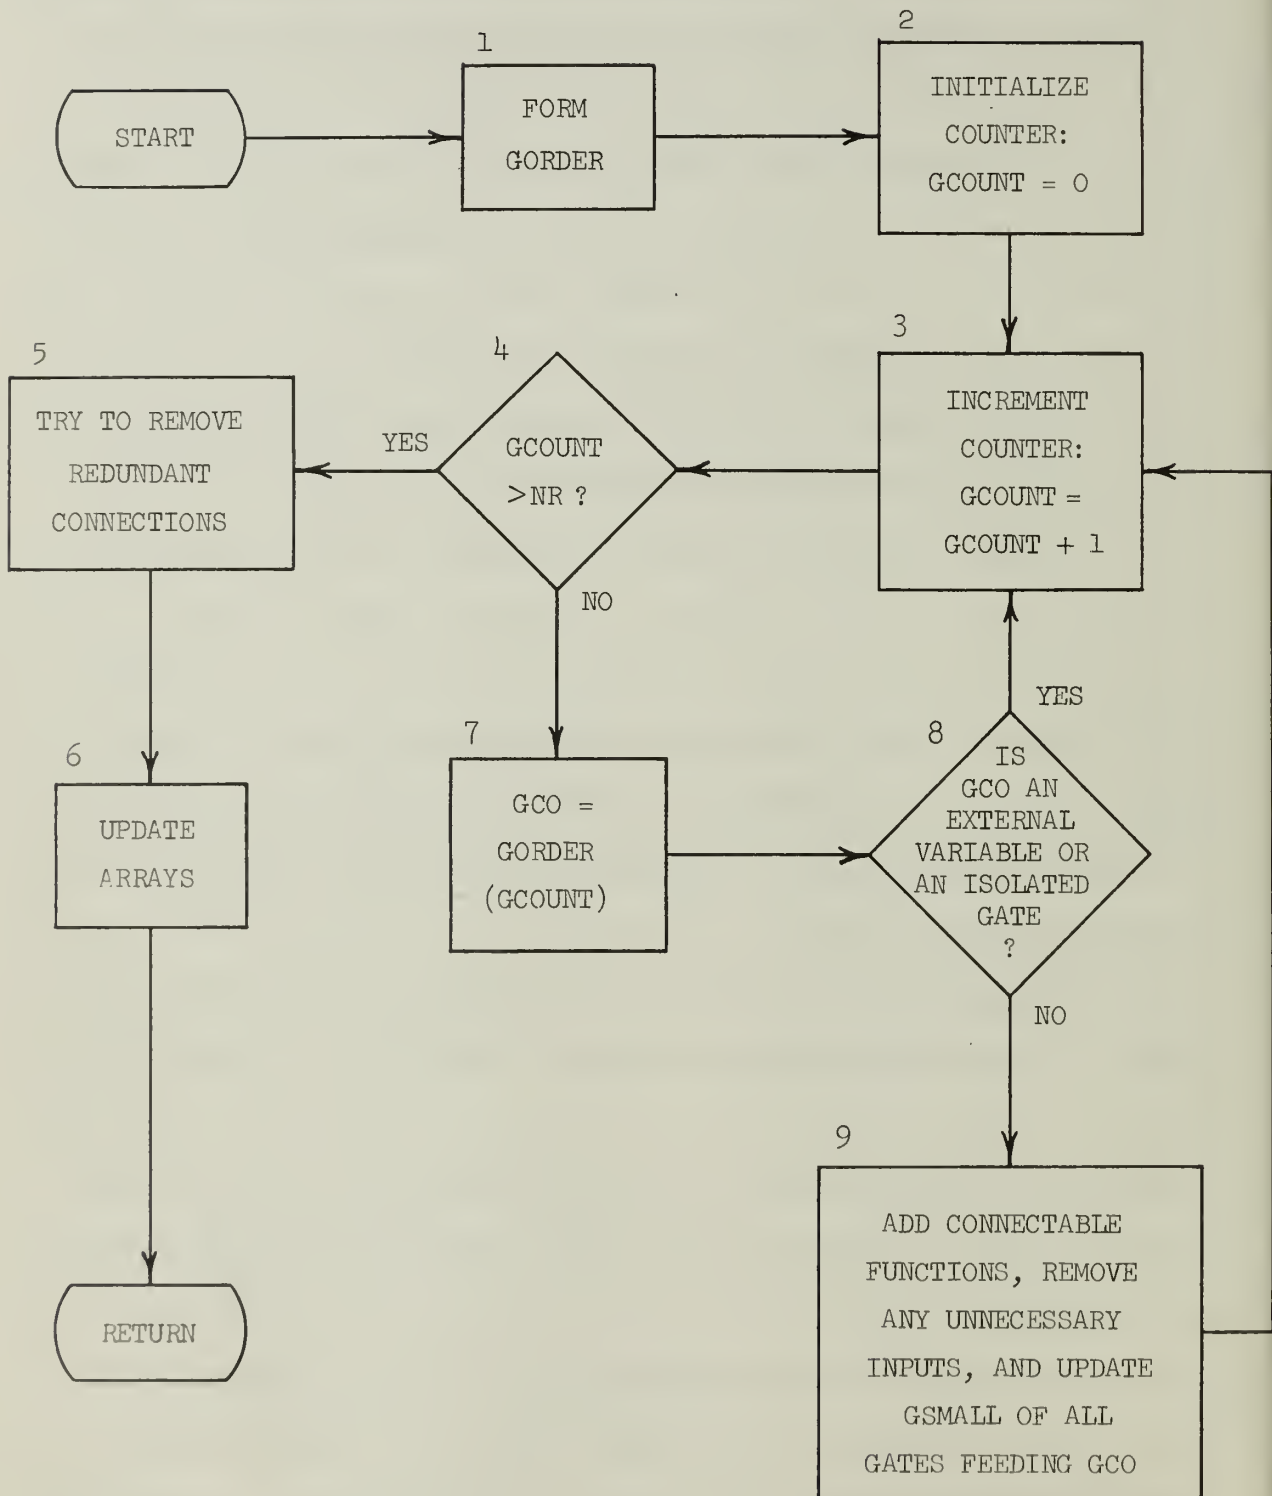 START
1
FORM
GORDER
2
INITIALIZE
COUNTER:
GCOUNT = 0
3
INCREMENT
COUNTER:
GCOUNT =
GCOUNT + 1
4
GCOUNT
>NR ?
YES
NO
5
TRY TO REMOVE
REDUNDANT
CONNECTIONS
6
UPDATE
ARRAYS
RETURN
7
GCO =
GORDER
(GCOUNT)
8
IS
GCO AN
EXTERNAL
VARIABLE OR
AN ISOLATED
GATE
?
YES
NO
9
ADD CONNECTABLE
FUNCTIONS, REMOVE
ANY UNNECESSARY
INPUTS, AND UPDATE
GSMALL OF ALL
GATES FEEDING GCO